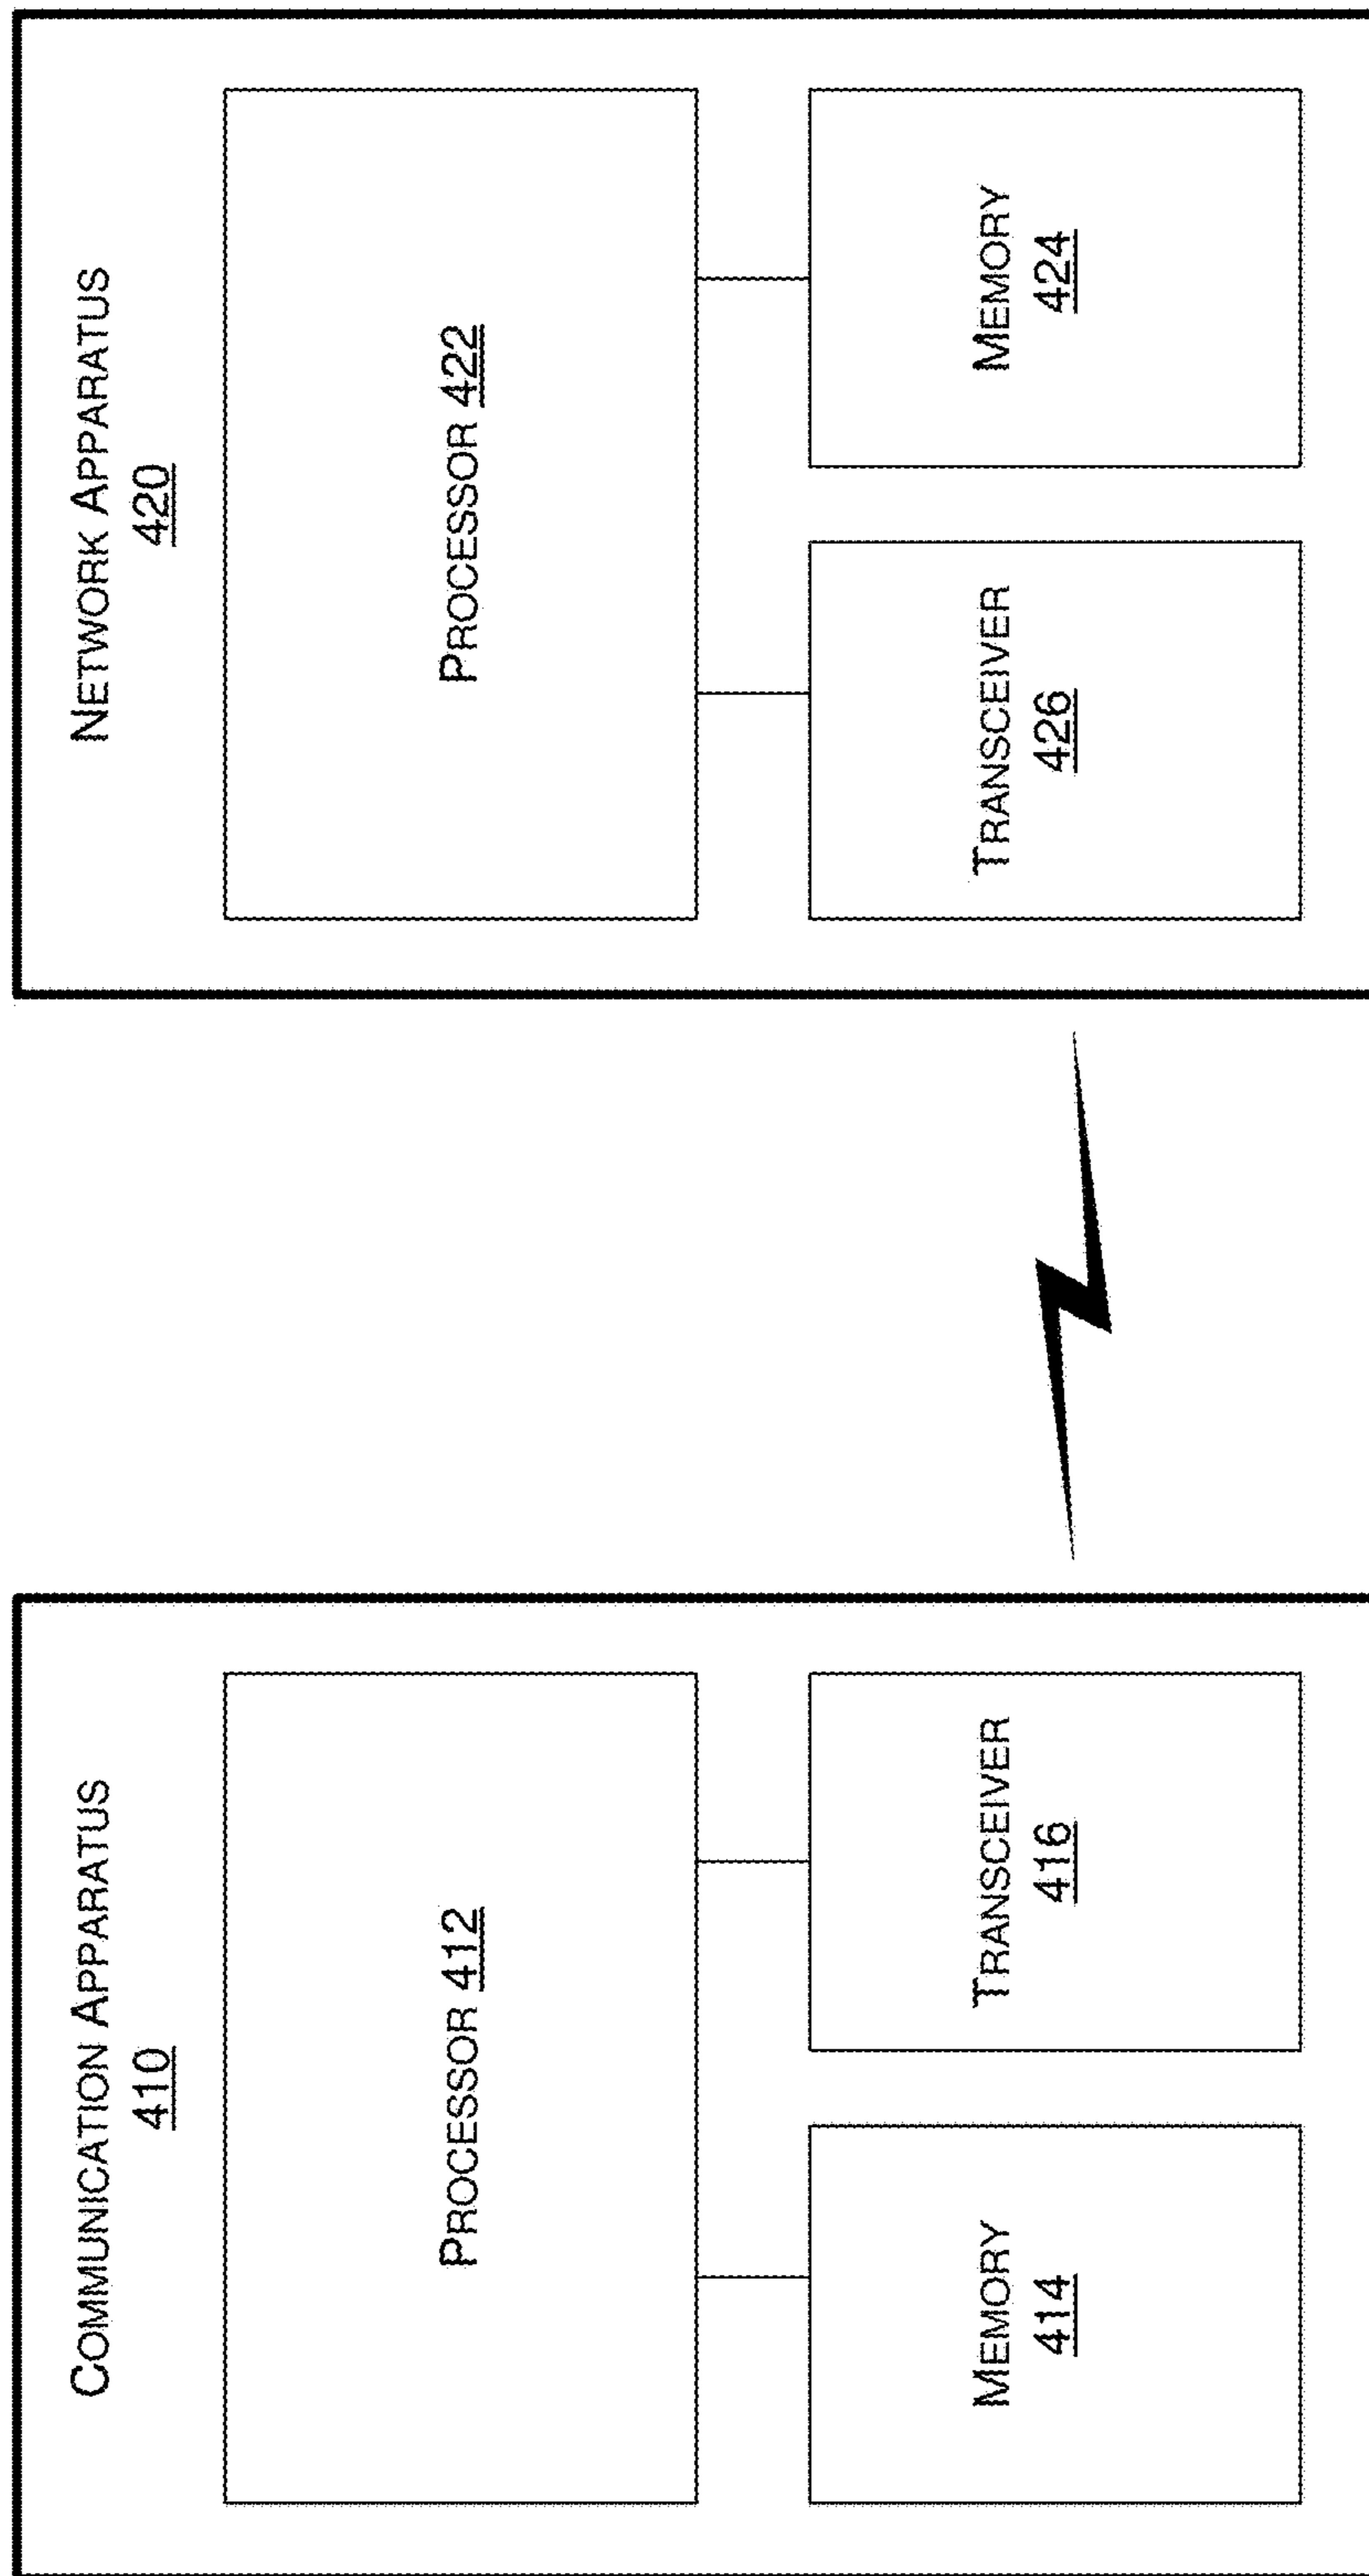 COMMUNICATION APPARATUS
410
PROCESSOR 412
MEMORY
414
TRANSCEIVER
416
NETWORK APPARATUS
420
PROCESSOR 422
TRANSCEIVER
426
MEMORY
424